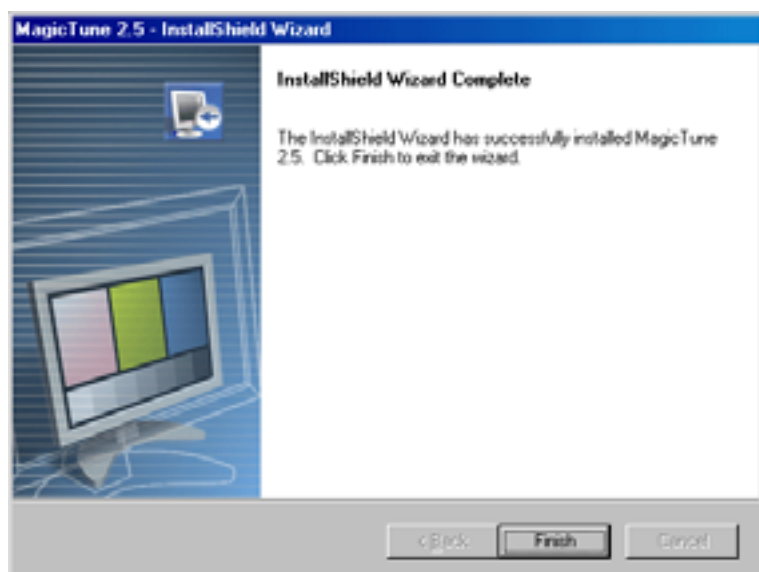 MagicTune 2.5 - InstallShield Wizard
InstallShield Wizard Complete
The InstallShield Wizard has successfully installed MagicTune
2.5. Click Finish to exit the wizard.
< Back
Finish
Cancel